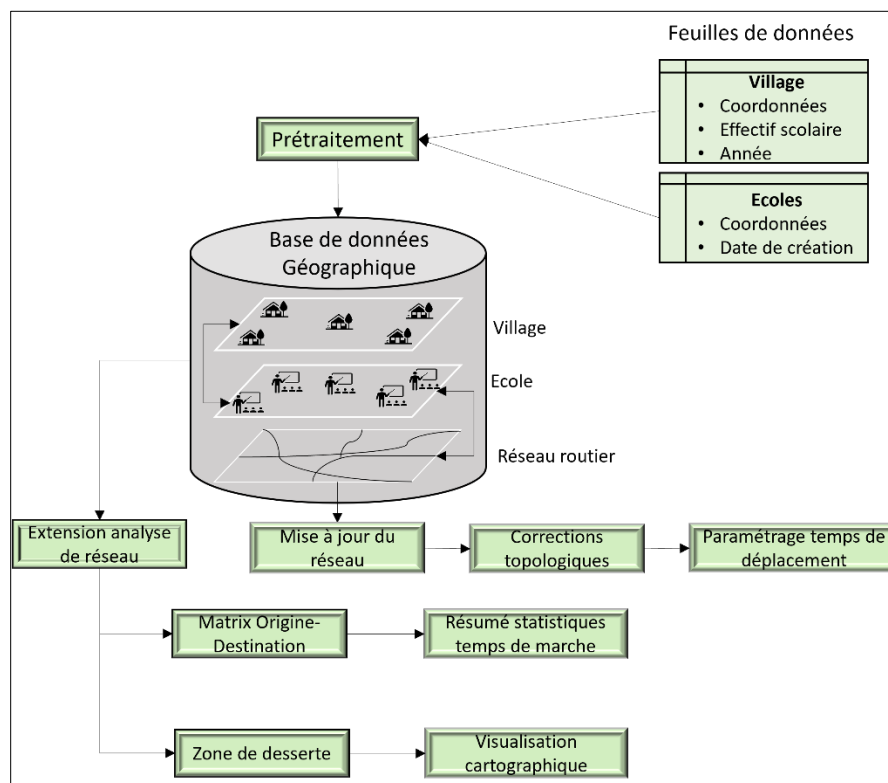 Feuilles de données
Village
• Coordonnées
• Effectif scolaire
• Année
Ecoles
• Coordonnées
• Date de création
Prétraitement
Base de données
Géographique
Village
Ecole
Réseau routier
Extension analyse
de réseau
Mise à jour du
réseau
Corrections
topologiques
Paramétrage temps de
déplacement
Matrix Origine-
Destination
Résumé statistiques
temps de marche
Zone de desserte
Visualisation
cartographique